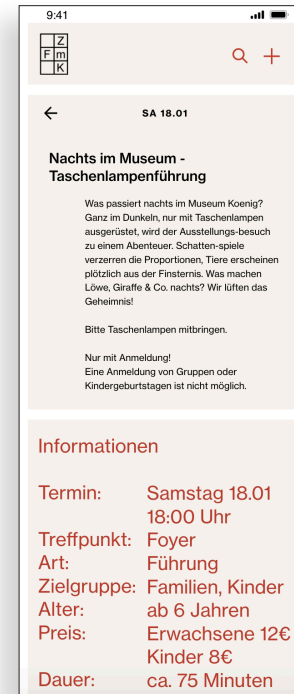 9:41
Z
F m
K
SA 18.01
Nachts im Museum -
Taschenlampenführung
Was passiert nachts im Museum Koenig?
Ganz im Dunkeln, nur mit Taschenlampen
ausgerüstet, wird der Ausstellungs-besuch
zu einem Abenteuer. Schatten-spiele
verzerren die Proportionen, Tiere erscheinen
plötzlich aus der Finsternis. Was machen
Löwe, Giraffe & Co. nachts? Wir lüften das
Geheimnis!
Bitte Taschenlampen mitbringen.
Nur mit Anmeldung!
Eine Anmeldung von Gruppen oder
Kindergeburtstagen ist nicht möglich.
Informationen
Termin: Samstag 18.01
18:00 Uhr
Treffpunkt: Foyer
Art: Führung
Zielgruppe: Familien, Kinder
Alter: ab 6 Jahren
Preis: Erwachsene 12€
Kinder 8€
Dauer: ca. 75 Minuten